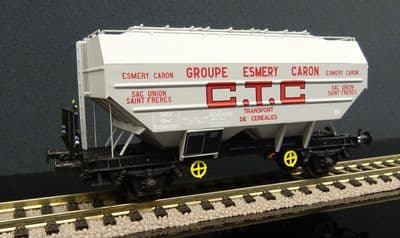 GROUPE ESMERY CARON
ESMERY CARON
ESMERY CARON
SAC UNION
SAINT FRERES
C.T.C
SAC UNION
SAINT FRERES
TRANSPORT
DE CEREALES